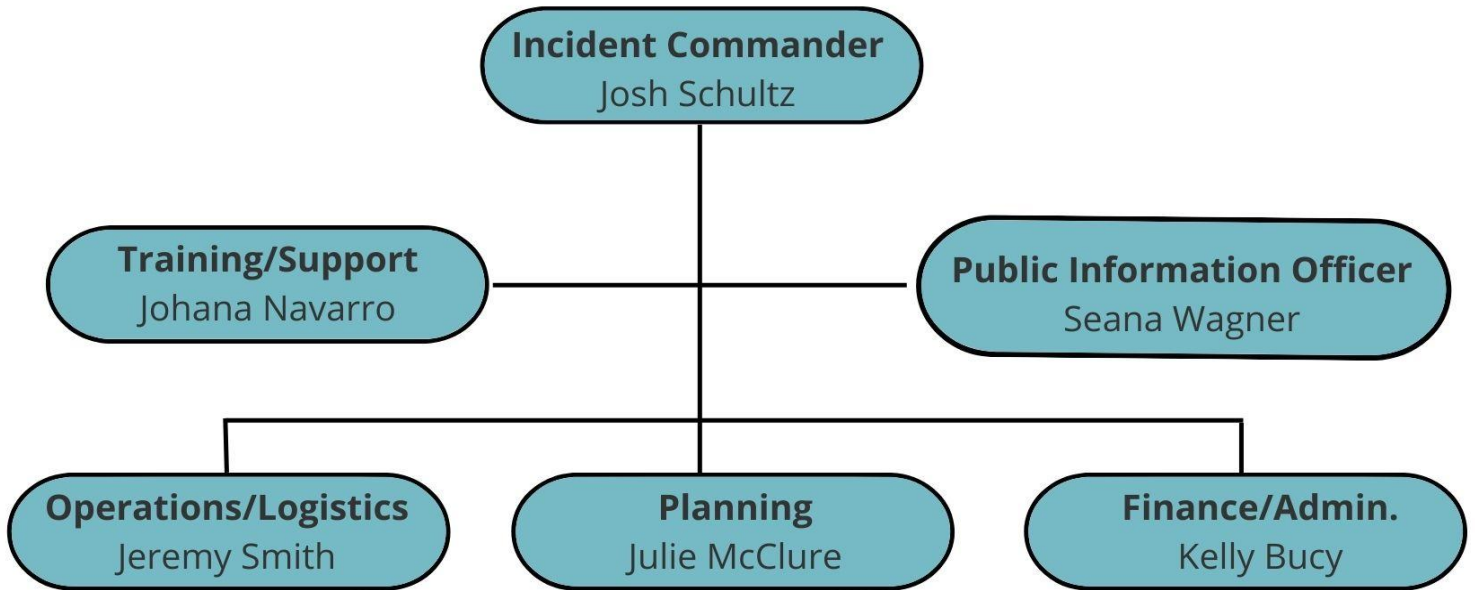 Incident Commander
Josh Schultz
Training/Support
Johana Navarro
Public Information Officer
Seana Wagner
Operations/Logistics
Jeremy Smith
Planning
Julie McClure
Finance/Admin.
Kelly Bucy